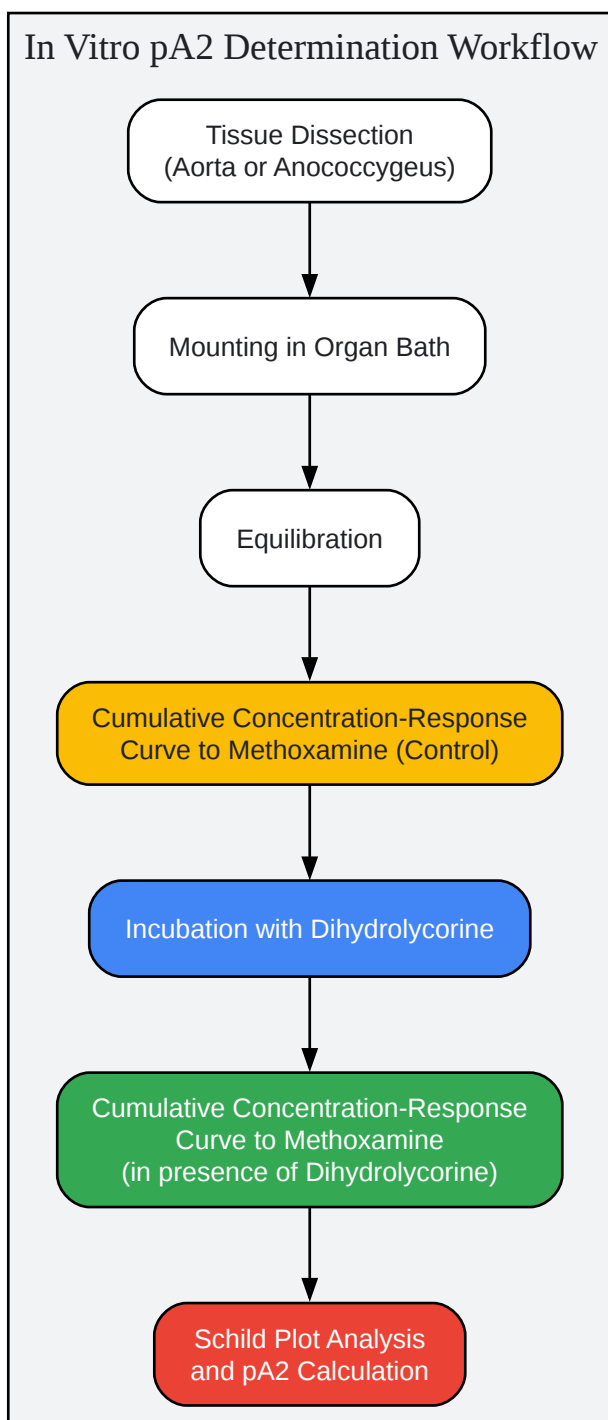 In Vitro pA2 Determination Workflow
Tissue Dissection
(Aorta or Anococcygeus)
Mounting in Organ Bath
Equilibration
Cumulative Concentration-Response
Curve to Methoxamine (Control)
Incubation with Dihydrolycorine
Cumulative Concentration-Response
Curve to Methoxamine
(in presence of Dihydrolycorine)
Schild Plot Analysis
and pA2 Calculation